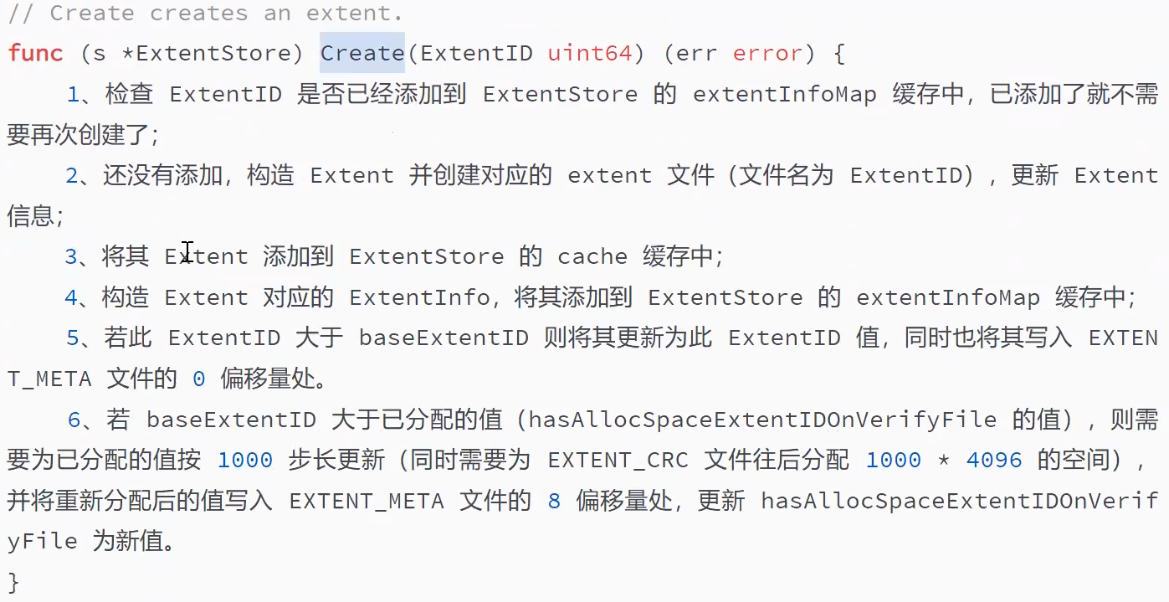 // Create creates an extent.
func (s *ExtentStore) Create(ExtentID uint64) (err error) {
1、检查 ExtentID 是否已经添加到 ExtentStore 的 extentInfoMap 缓存中，已添加了就不需
要再次创建了；
2、还没有添加，构造 Extent 并创建对应的 extent 文件（文件名为 ExtentID），更新 Extent
信息；
3、将其 Extent 添加到 ExtentStore 的 cache 缓存中；
4、构造 Extent 对应的 ExtentInfo，将其添加到 ExtentStore 的 extentInfoMap 缓存中；
5、若此 ExtentID 大于 baseExtentID 则将其更新为此 ExtentID 值，同时也将其写入 EXTEN
T_META 文件的 0 偏移量处。
6、若 baseExtentID 大于已分配的值（hasAllocSpaceExtentIDOnVerifyFile 的值），则需
要为已分配的值按 1000 步长更新（同时需要为 EXTENT_CRC 文件往后分配 1000 * 4096 的空间），
并将重新分配后的值写入 EXTENT_META 文件的 8 偏移量处，更新 hasAllocSpaceExtentIDOnVerif
yFile 为新值。
}